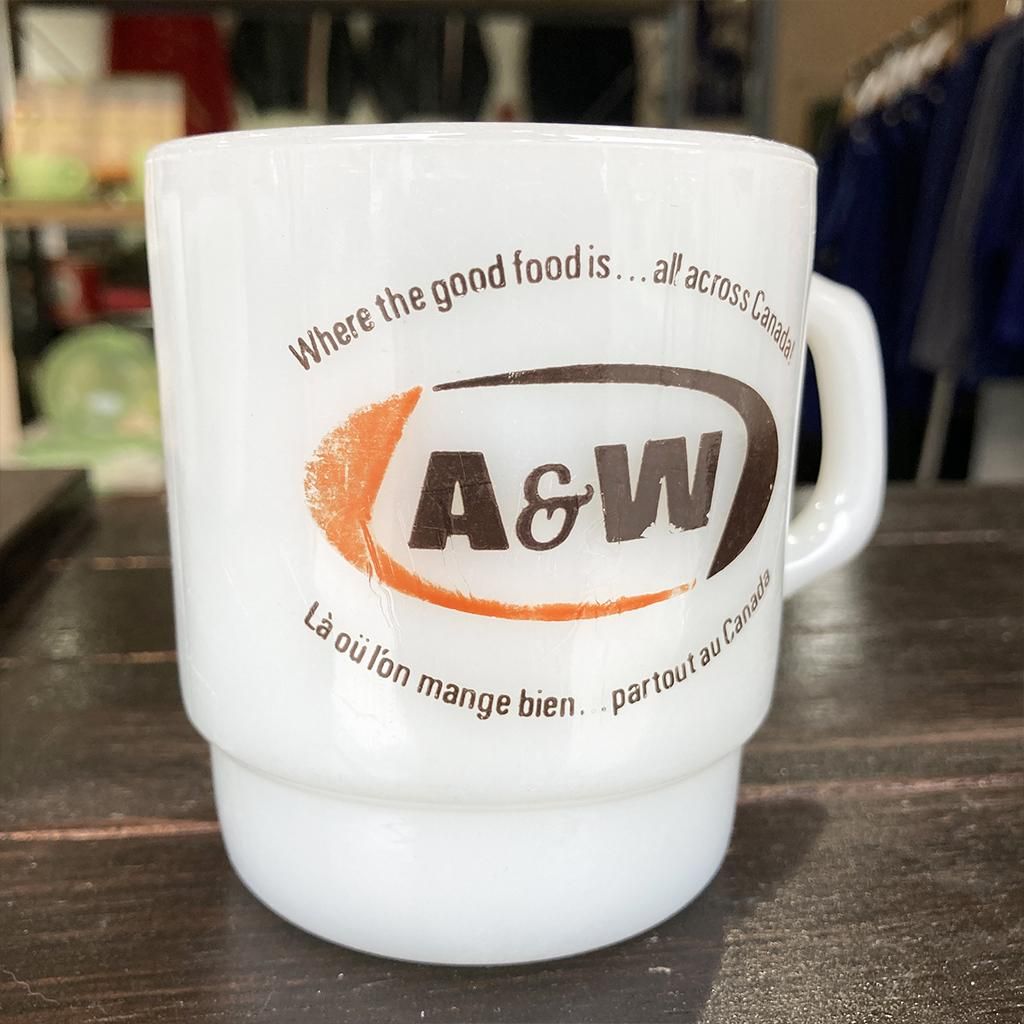 Where the good food is... all across Canada!
A&W
Là où l'on mange bien... partout au Canada